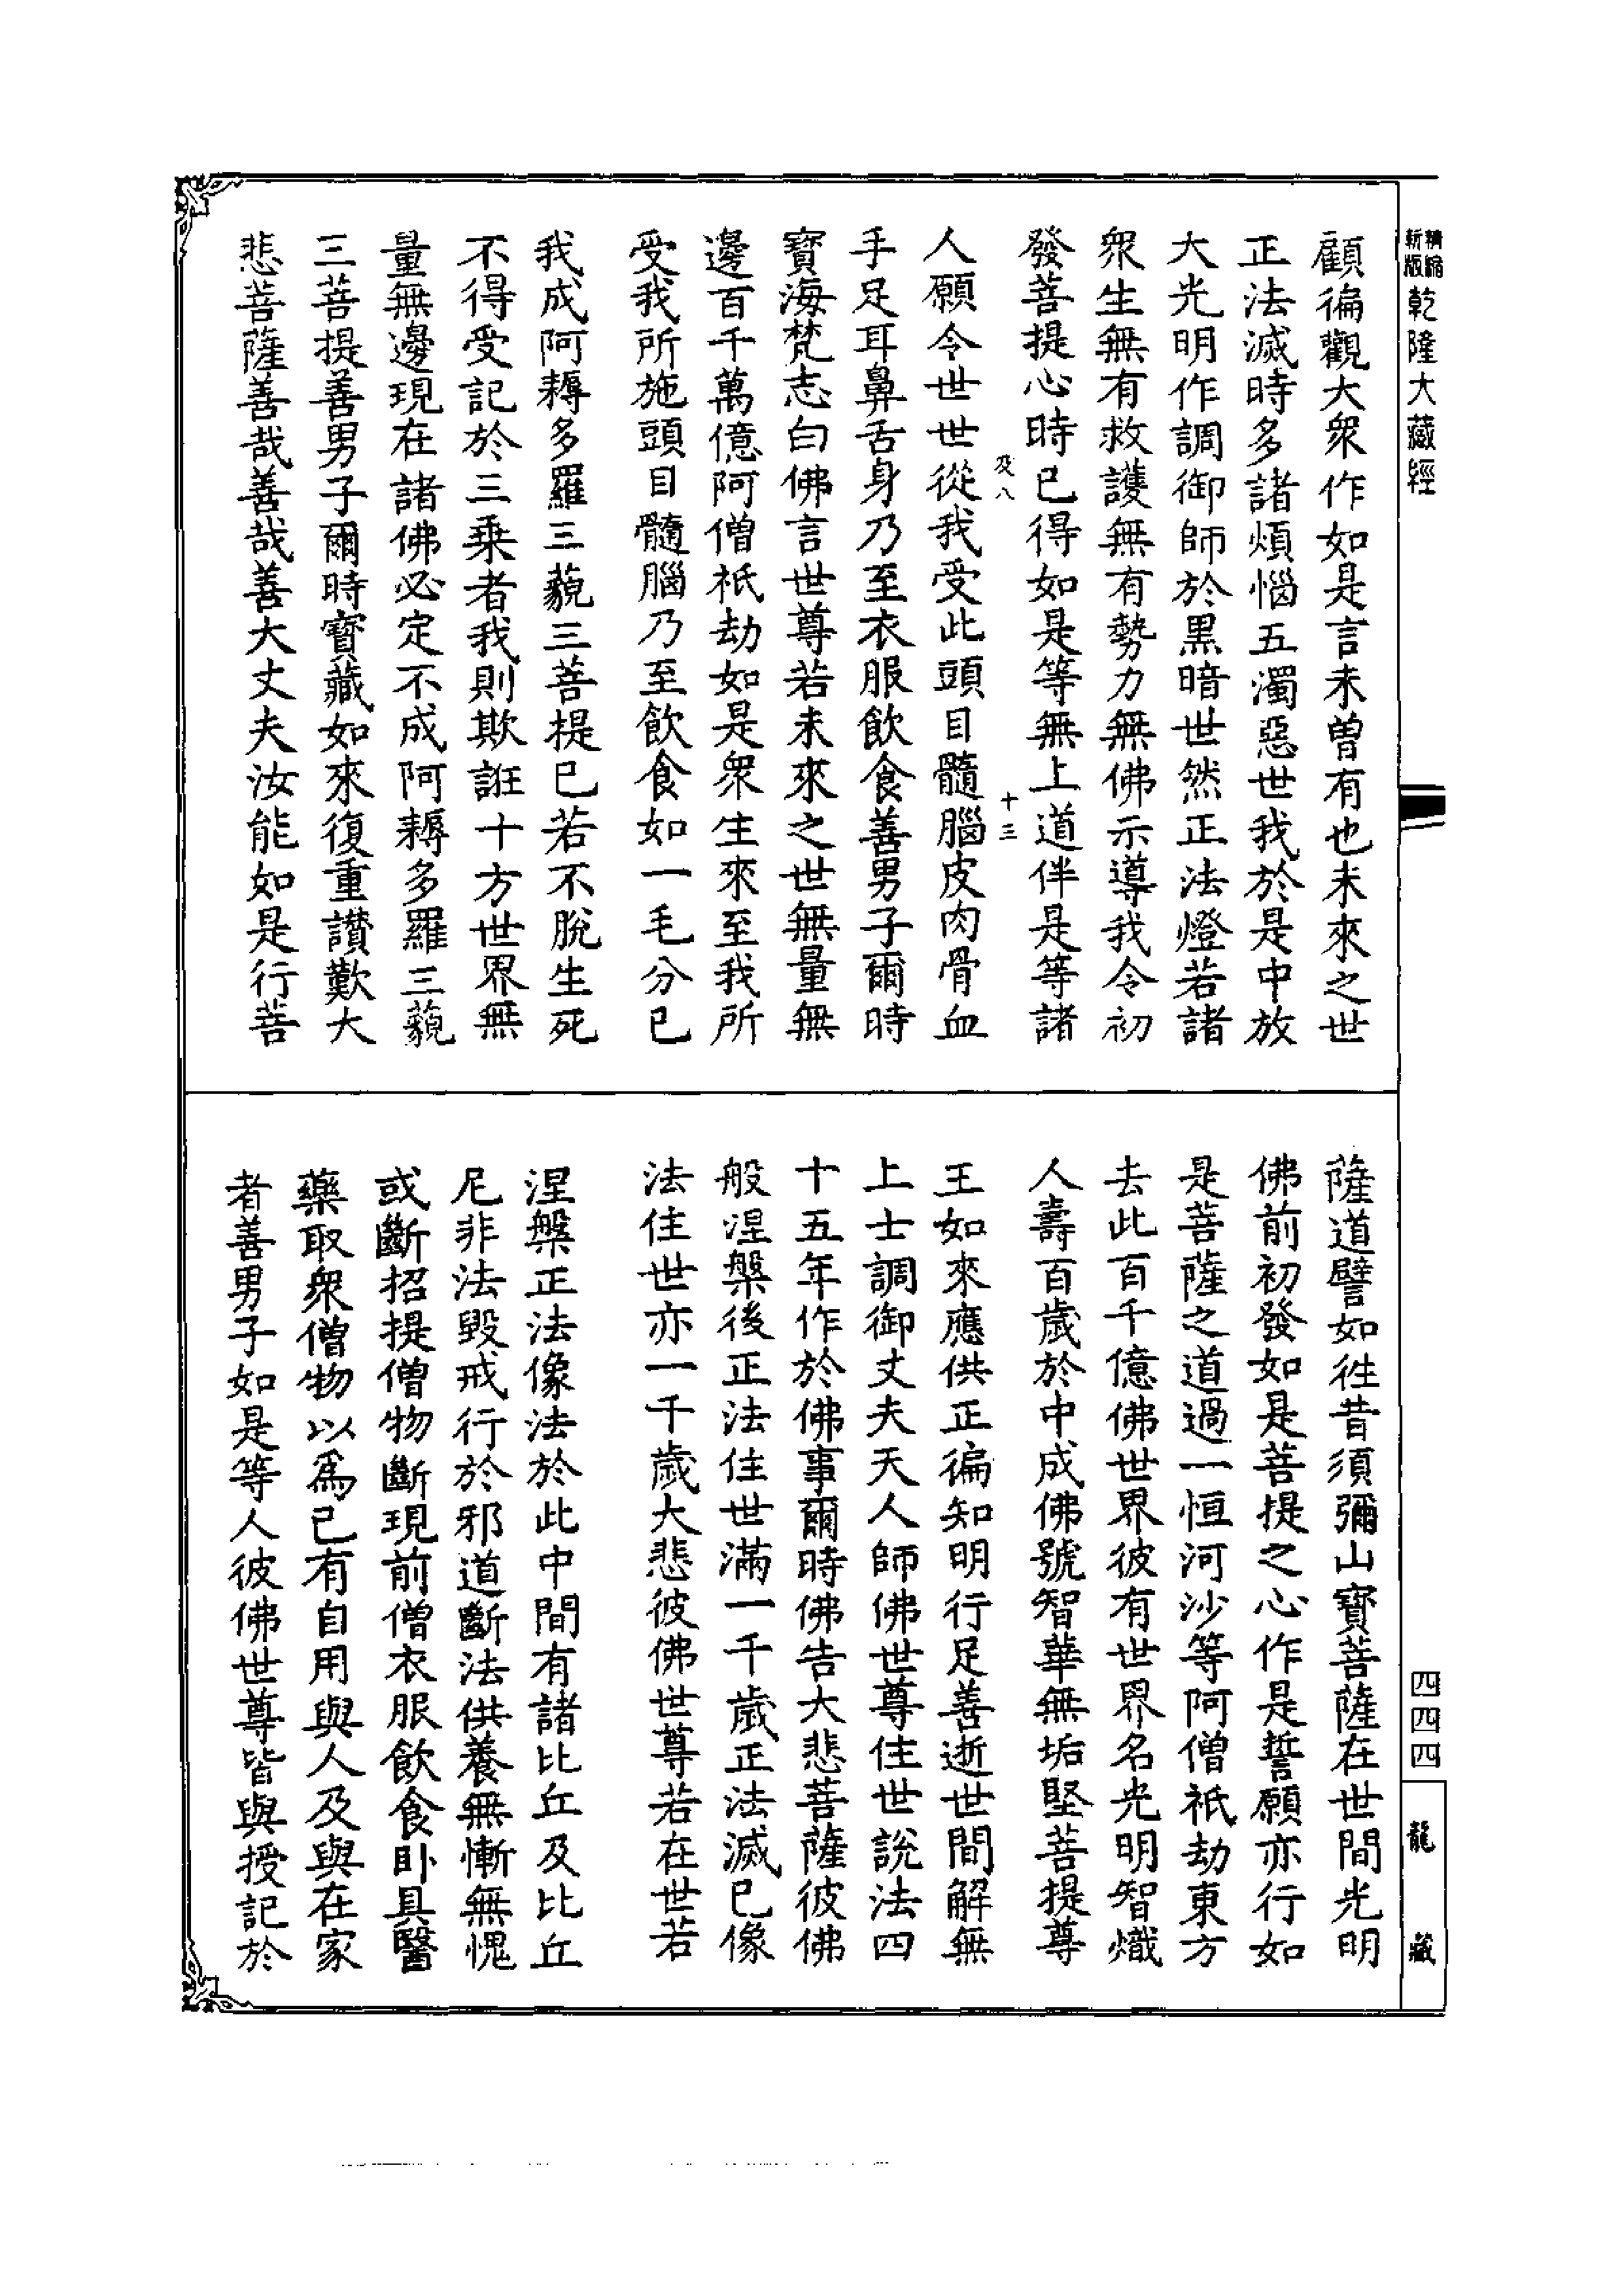 精縮新版乾隆大藏經
顧徧觀大衆作如是言未曾有也未來之世
正法滅時多諸煩惱五濁惡世我於是中放
大光明作調御師於黑暗世然正法燈若諸
衆生無有救護無有勢力無佛示導我令初
發菩提心時已得如是等無上道伴是等諸
及八 十三
人願令世世從我受此頭目髓腦皮肉骨血
手足耳鼻舌身乃至衣服飲食善男子爾時
寶海梵志白佛言世尊若未來之世無量無
邊百千萬億阿僧祇劫如是衆生來至我所
受我所施頭目髓腦乃至飲食如一毛分已
我成阿耨多羅三藐三菩提已若不脫生死
不得受記於三乘者我則欺誑十方世界無
量無邊現在諸佛必定不成阿耨多羅三藐
三菩提善男子爾時寶藏如來復重讚歎大
悲菩薩善哉善哉善大丈夫汝能如是行菩
薩道譬如徃昔須彌山寶菩薩在世間光明
佛前初發如是菩提之心作是誓願亦行如
是菩薩之道過一恒河沙等阿僧祇劫東方
去此百千億佛世界彼有世界名光明智熾
人壽百歲於中成佛號智華無垢堅菩提尊
王如來應供正徧知明行足善逝世間解無
上士調御丈夫天人師佛世尊住世說法四
十五年作於佛事爾時佛告大悲菩薩彼佛
般涅槃後正法住世滿一千歲正法滅已像
法住世亦一千歲大悲彼佛世尊若在世若
涅槃正法像法於此中間有諸比丘及比丘
尼非法毀戒行於邪道斷法供養無慚無愧
或斷招提僧物斷現前僧衣服飲食卧具醫
藥取衆僧物以爲已有自用與人及與在家
者善男子如是等人彼佛世尊皆與授記於
四四四
龍藏